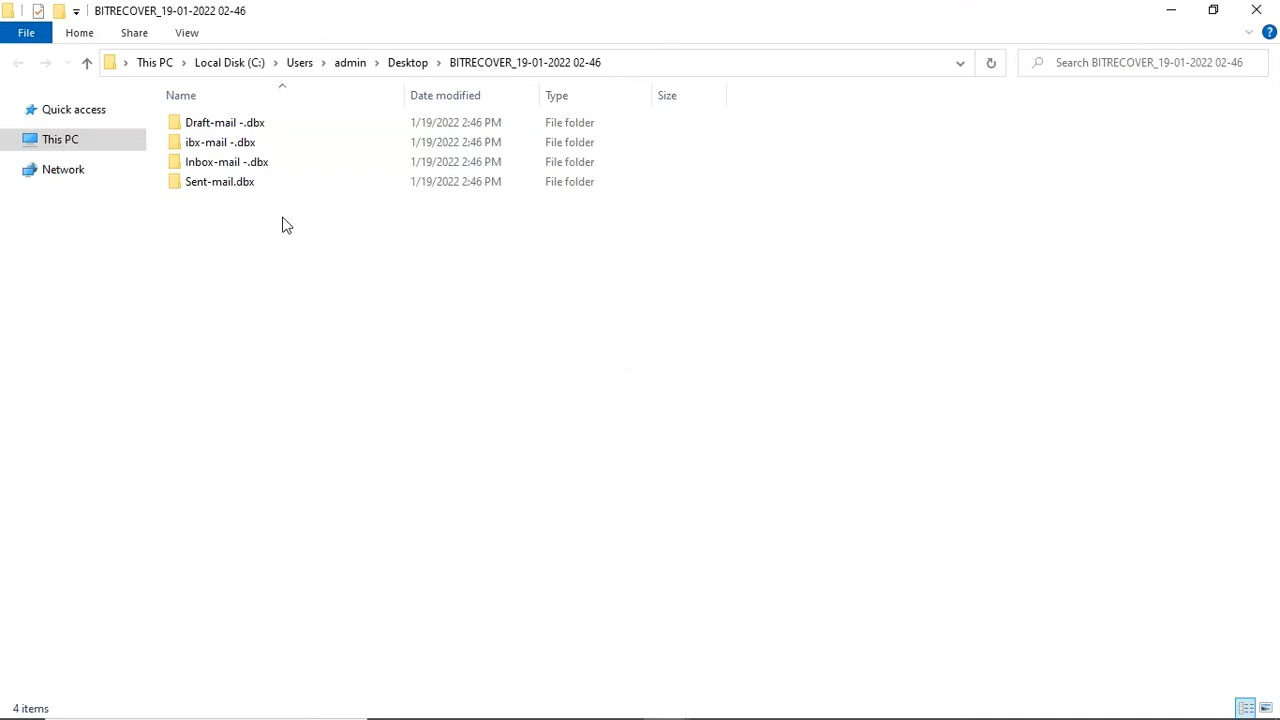 BITRECOVER_19-01-2022 02-46
File Home Share View
This PC Local Disk (C:) Users admin Desktop BITRECOVER_19-01-2022 02-46 Search BITRECOVER_19-01-2022 02-46
Name Date modified Type Size
Quick access
This PC
Network
Draft-mail -.dbx 1/19/2022 2:46 PM File folder
ibx-mail -.dbx 1/19/2022 2:46 PM File folder
Inbox-mail -.dbx 1/19/2022 2:46 PM File folder
Sent-mail.dbx 1/19/2022 2:46 PM File folder
4 items